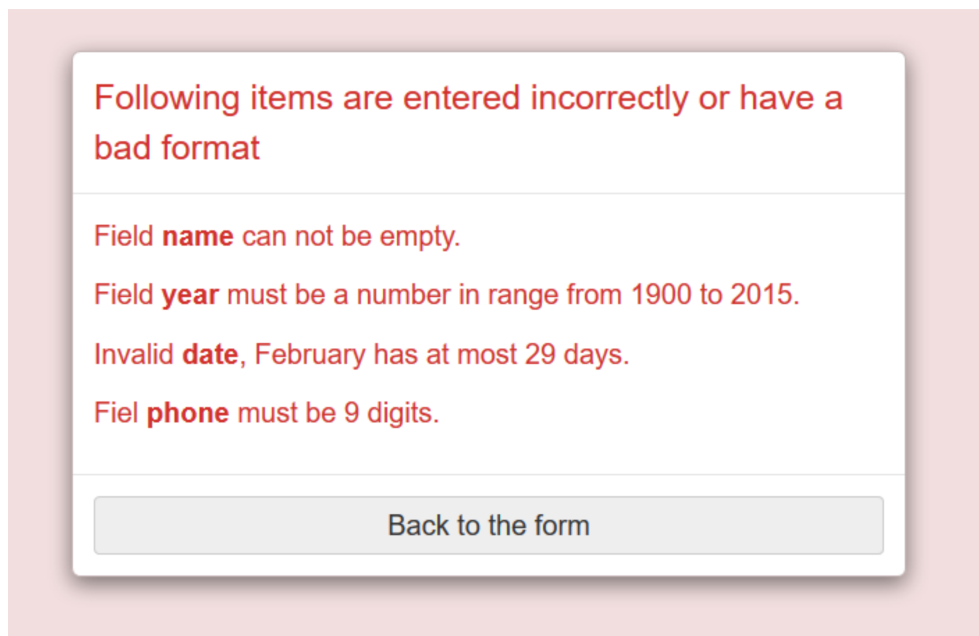 Following items are entered incorrectly or have a
bad format
Field name can not be empty.
Field year must be a number in range from 1900 to 2015.
Invalid date, February has at most 29 days.
Fiel phone must be 9 digits.
Back to the form